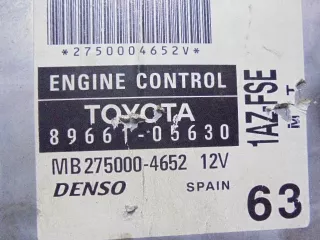 *2750004652V*
ENGINE CONTROL
TOYOTA
89661-05630
MB275000-4652 12V
DENSO SPAIN
1AZ-FSE
M T
63